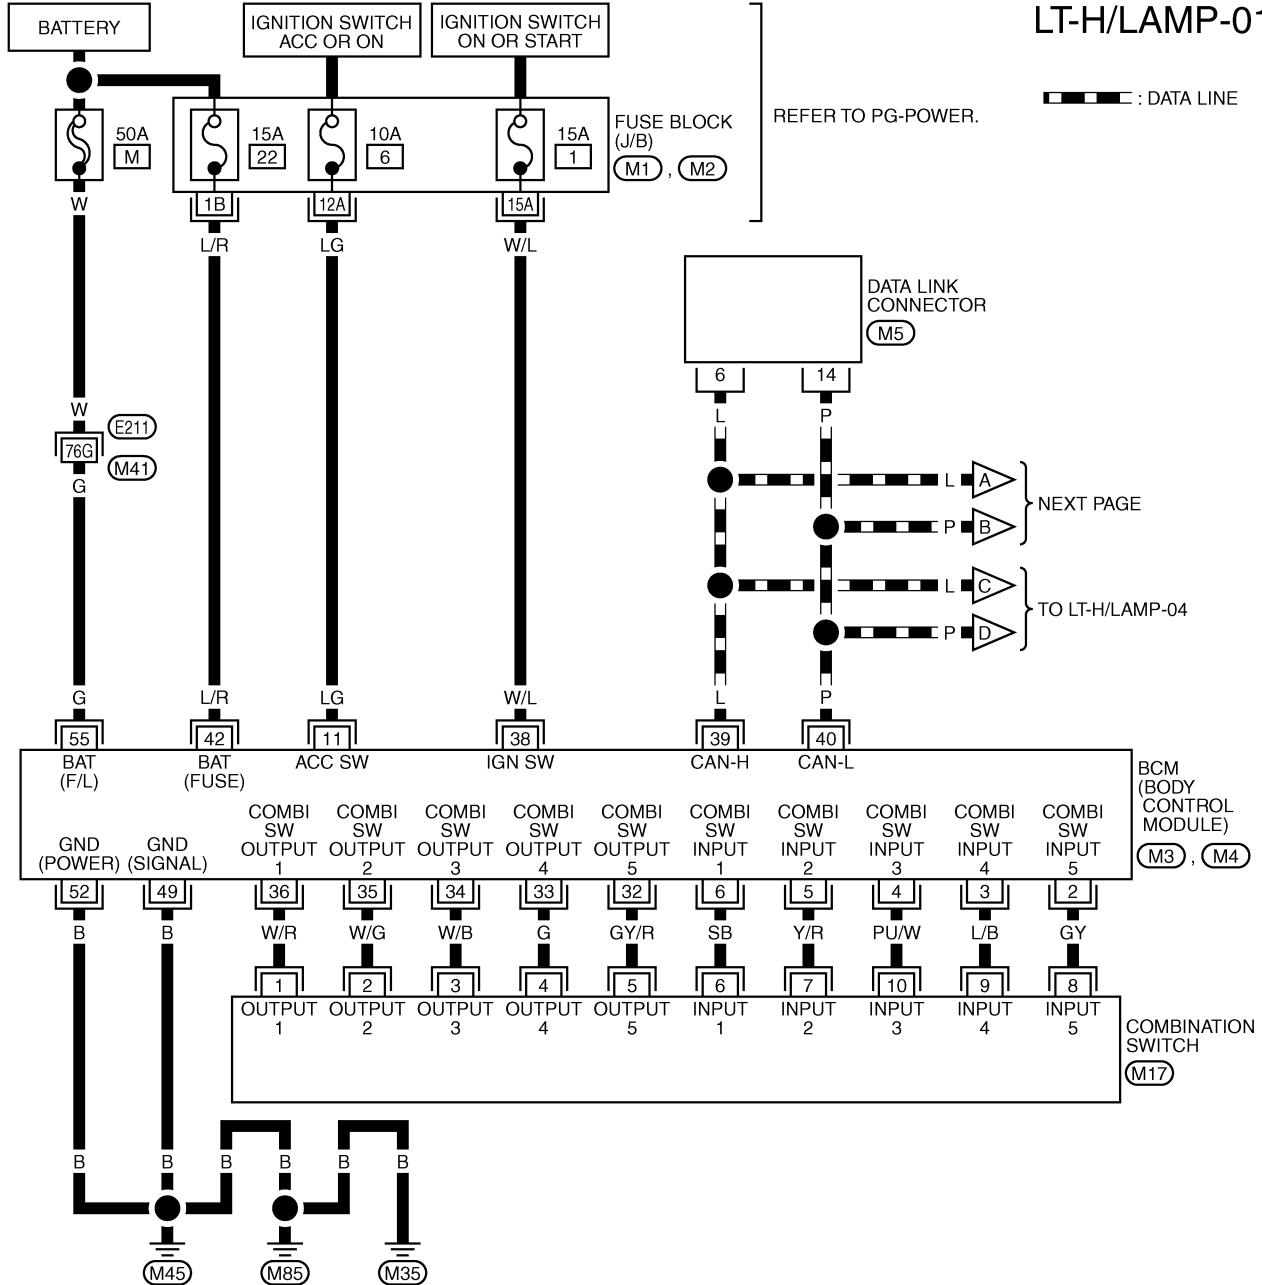 LT-H/LAMP-01
BATTERY
IGNITION SWITCH
ACC OR ON
IGNITION SWITCH
ON OR START
: DATA LINE
50A
M
15A
22
10A
6
15A
1
FUSE BLOCK
(J/B)
M1 , M2
REFER TO PG-POWER.
1B
12A
15A
W
L/R
LG
W/L
DATA LINK
CONNECTOR
M5
6
14
L
P
W
E211
76G
M41
G
L
A
P
B
NEXT PAGE
L
C
P
D
TO LT-H/LAMP-04
G
L/R
LG
W/L
L
P
55
42
11
38
39
40
BAT
(F/L)
BAT
(FUSE)
ACC SW
IGN SW
CAN-H
CAN-L
BCM
(BODY
CONTROL
MODULE)
M3 , M4
GND
(POWER)
GND
(SIGNAL)
COMBI
SW
OUTPUT
1
COMBI
SW
OUTPUT
2
COMBI
SW
OUTPUT
3
COMBI
SW
OUTPUT
4
COMBI
SW
OUTPUT
5
COMBI
SW
INPUT
1
COMBI
SW
INPUT
2
COMBI
SW
INPUT
3
COMBI
SW
INPUT
4
COMBI
SW
INPUT
5
52
49
36
35
34
33
32
6
5
4
3
2
B
B
W/R
W/G
W/B
G
GY/R
SB
Y/R
PU/W
L/B
GY
1
2
3
4
5
6
7
10
9
8
OUTPUT
1
OUTPUT
2
OUTPUT
3
OUTPUT
4
OUTPUT
5
INPUT
1
INPUT
2
INPUT
3
INPUT
4
INPUT
5
COMBINATION
SWITCH
M17
B
B
B
B
B
B
M45
M85
M35